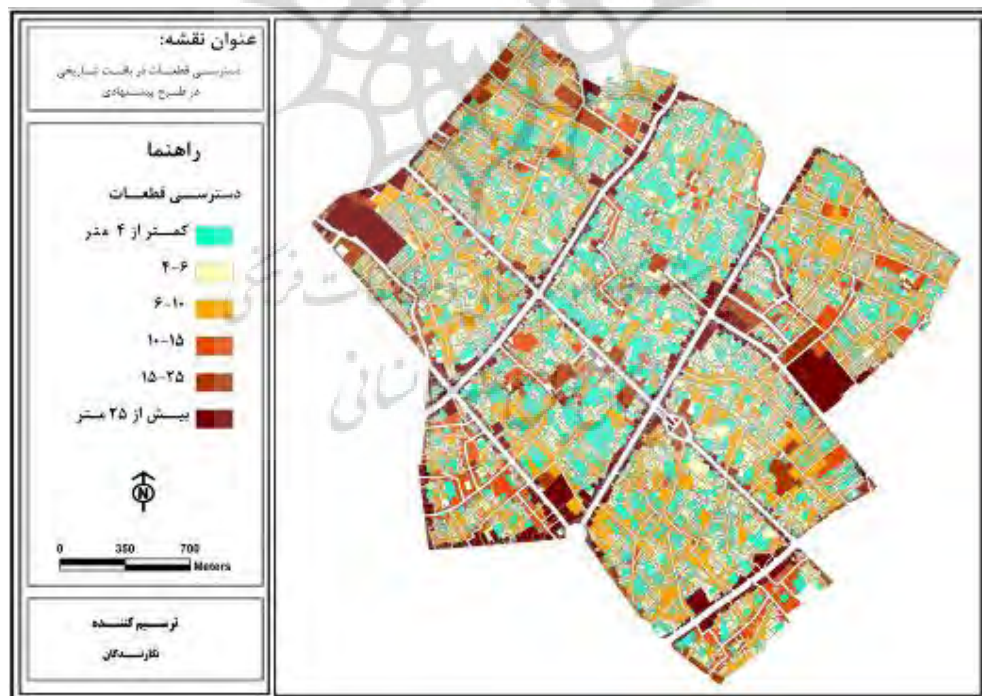 عنوان نقشه:
دسترسی قطعات در بافت تاریخی
در طرح پیشنهادی
راهنما
دسترسی قطعات
کمتر از ۴ متر
۴-۶
۶-۱۰
۱۰-۱۵
۱۵-۲۵
بیش از ۲۵ متر
N
0 350 700
Meters
ترسیم کننده
نگارندگان